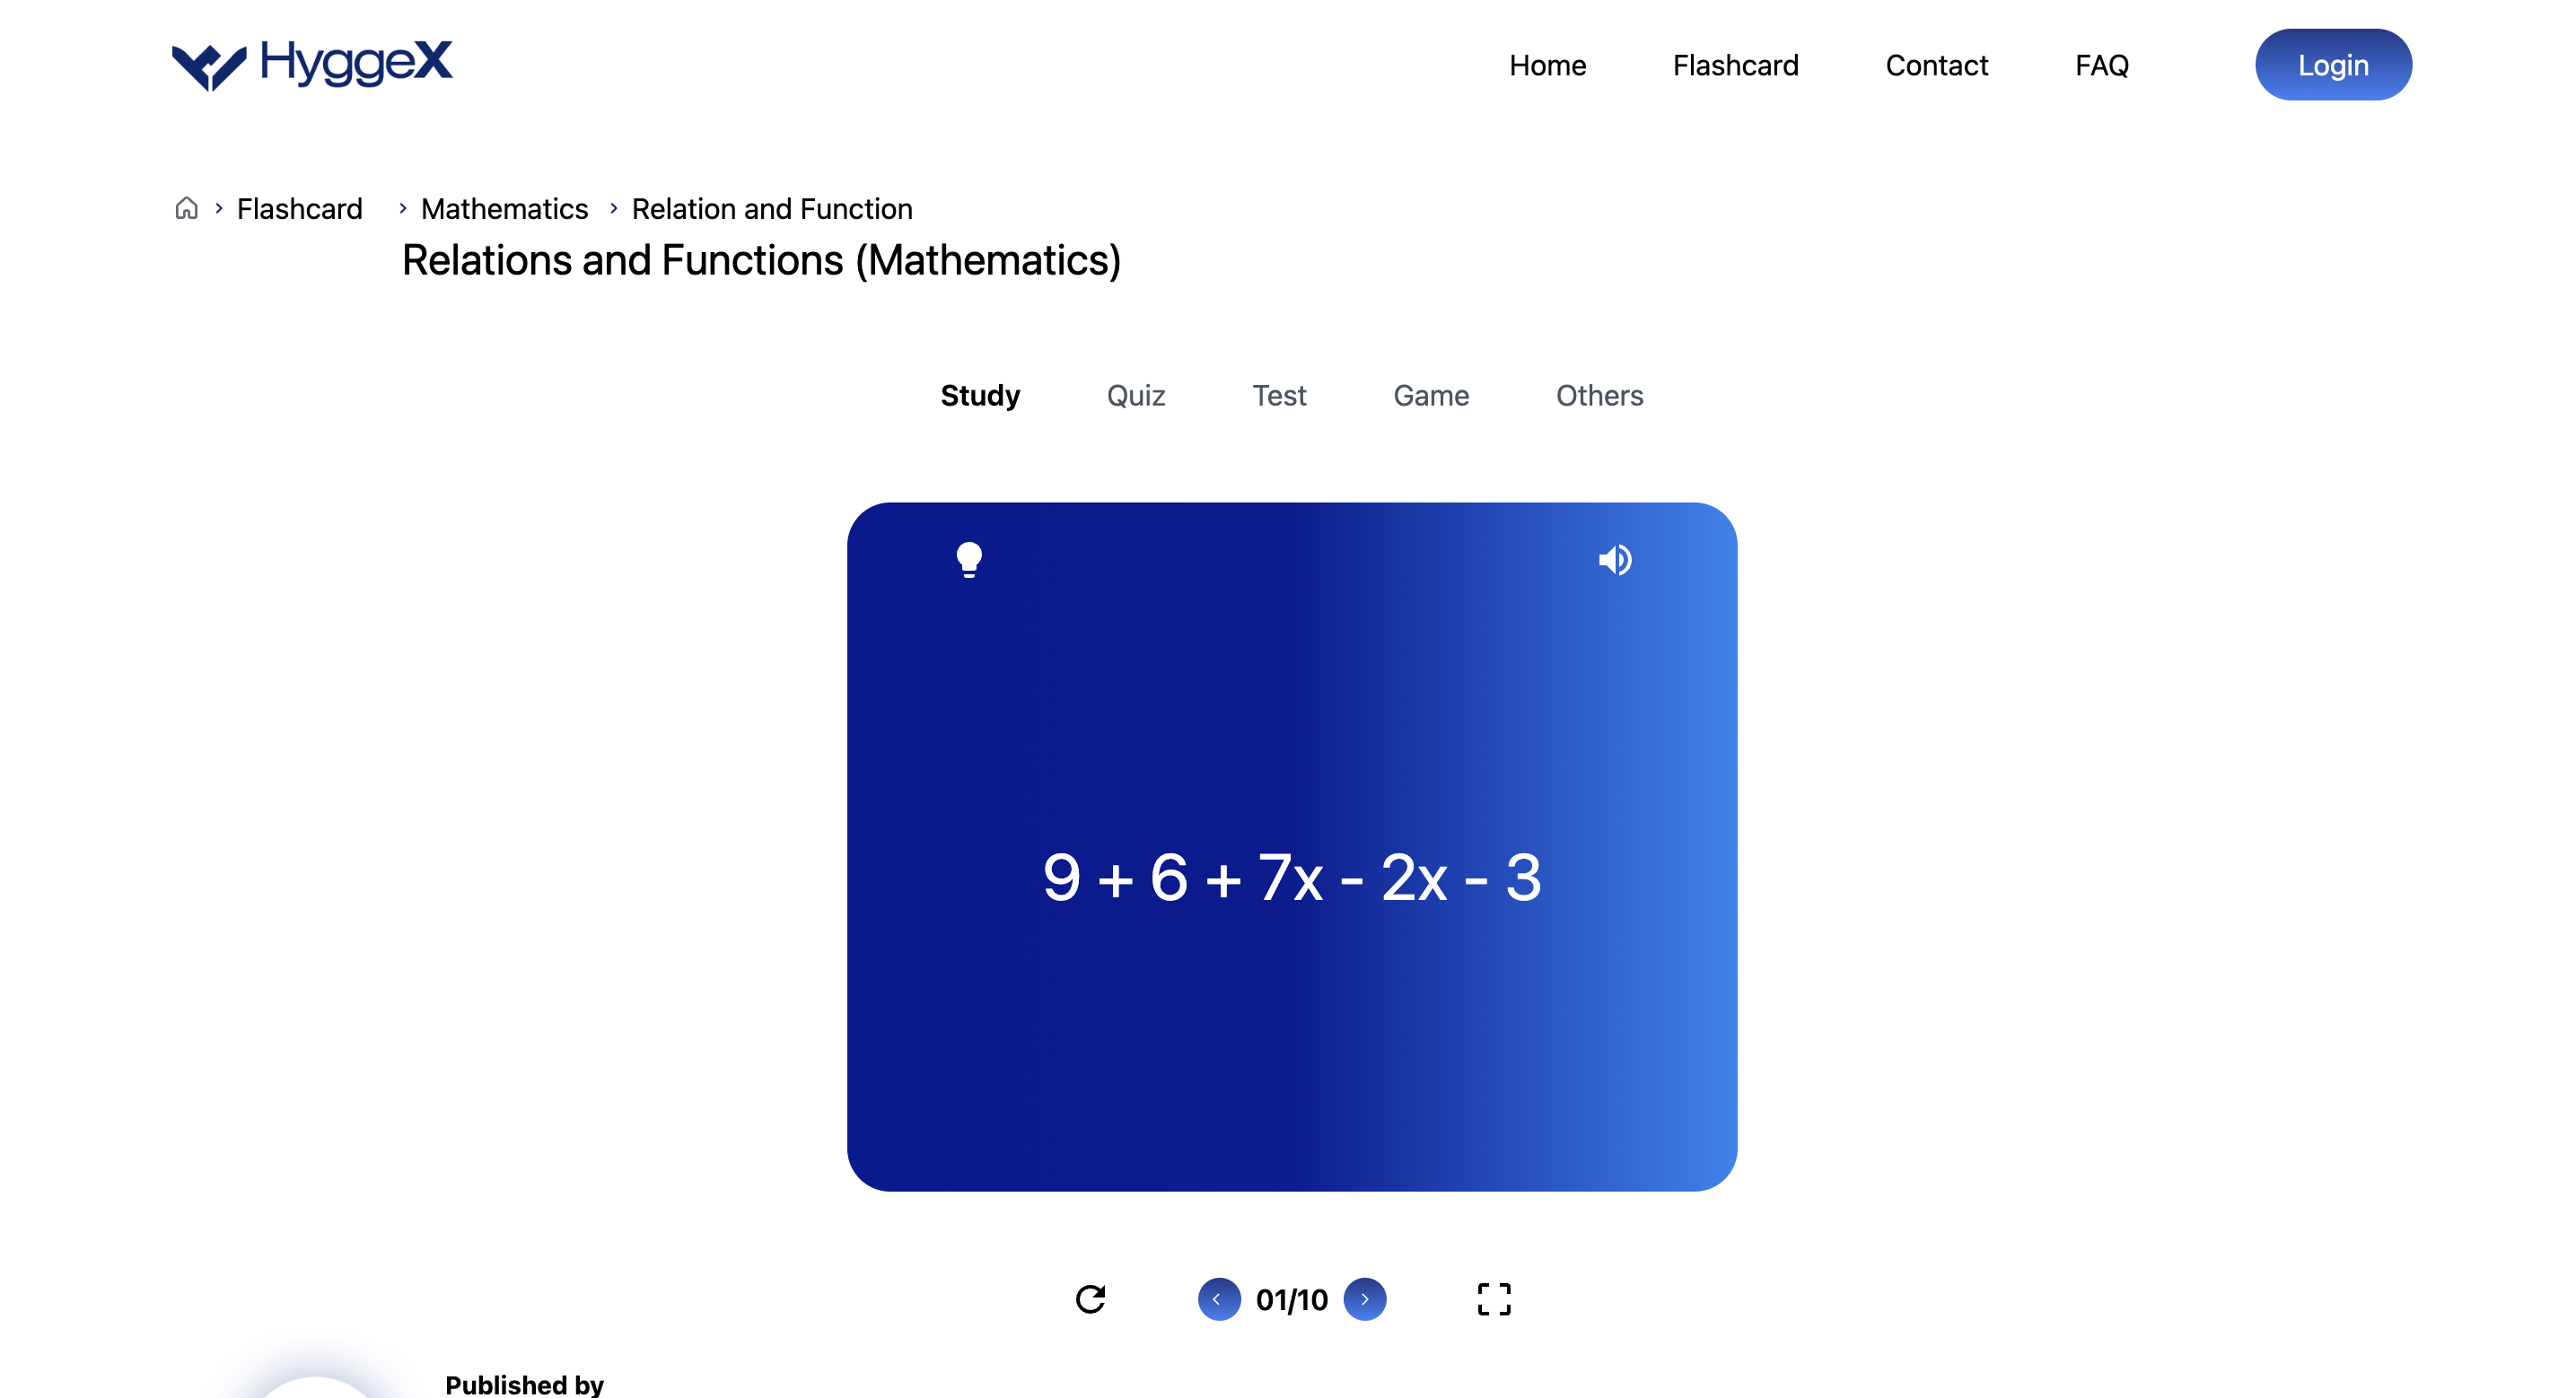 HyggeX
Home Flashcard Contact FAQ Login
Flashcard > Mathematics > Relation and Function
Relations and Functions (Mathematics)
Study Quiz Test Game Others
9 + 6 + 7x - 2x - 3
01/10
Published by